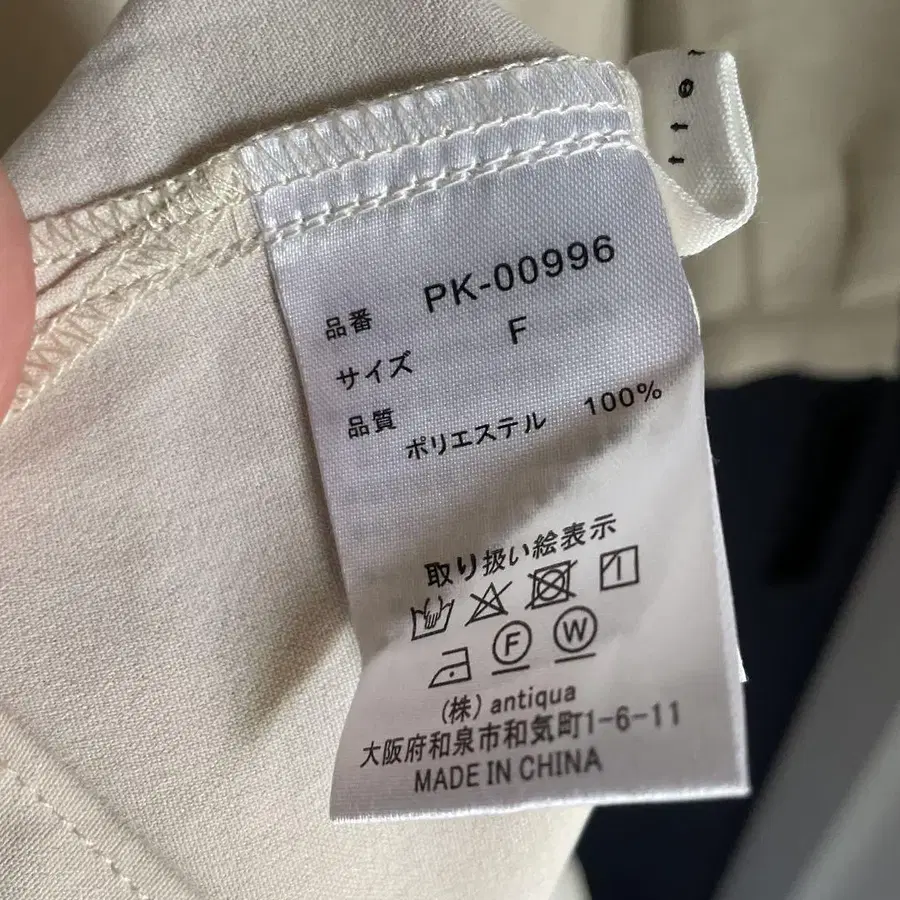 品番 PK-00996
サイズ F
品質 ポリエステル 100%
取り扱い絵表示
F W
(株) antiqua
大阪府和泉市和気町1-6-11
MADE IN CHINA